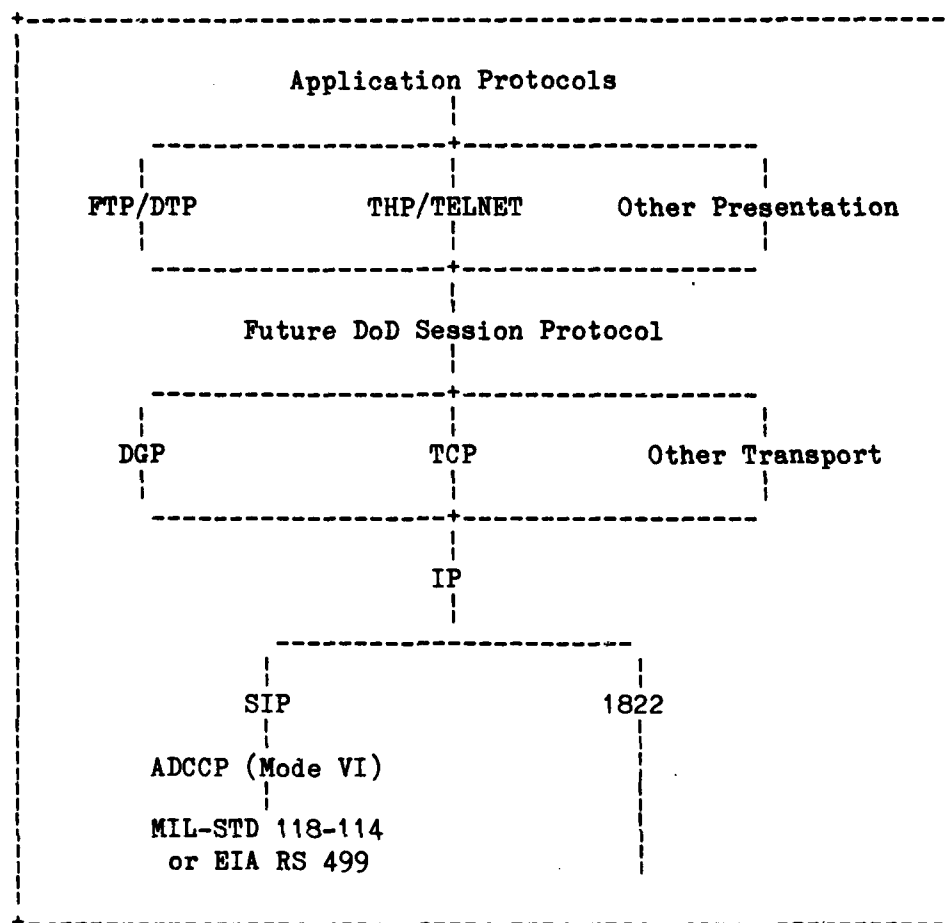 Application Protocols
FTP/DTP THP/TELNET Other Presentation
Future DoD Session Protocol
DGP TCP Other Transport
IP
SIP 1822
ADCCP (Mode VI)
MIL-STD 118-114
or EIA RS 499